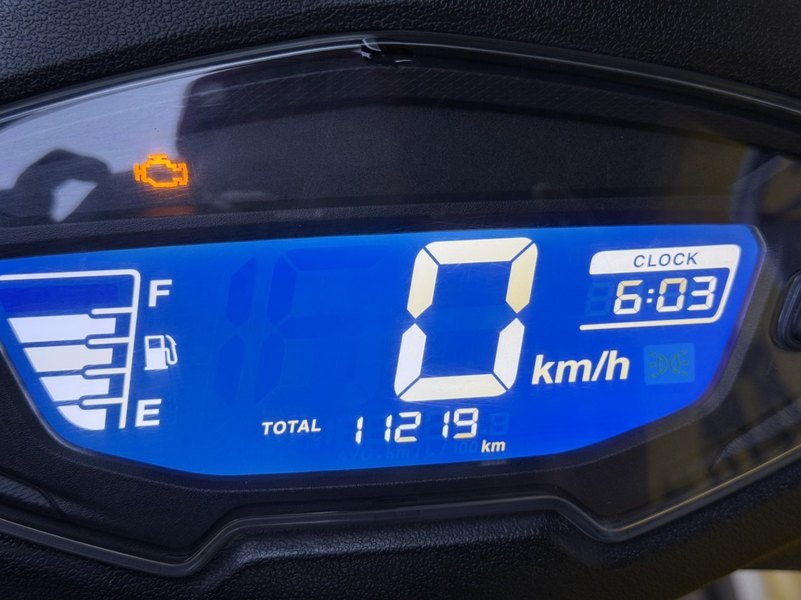 CLOCK
6:03
F
0 km/h
E
TOTAL 11219 km